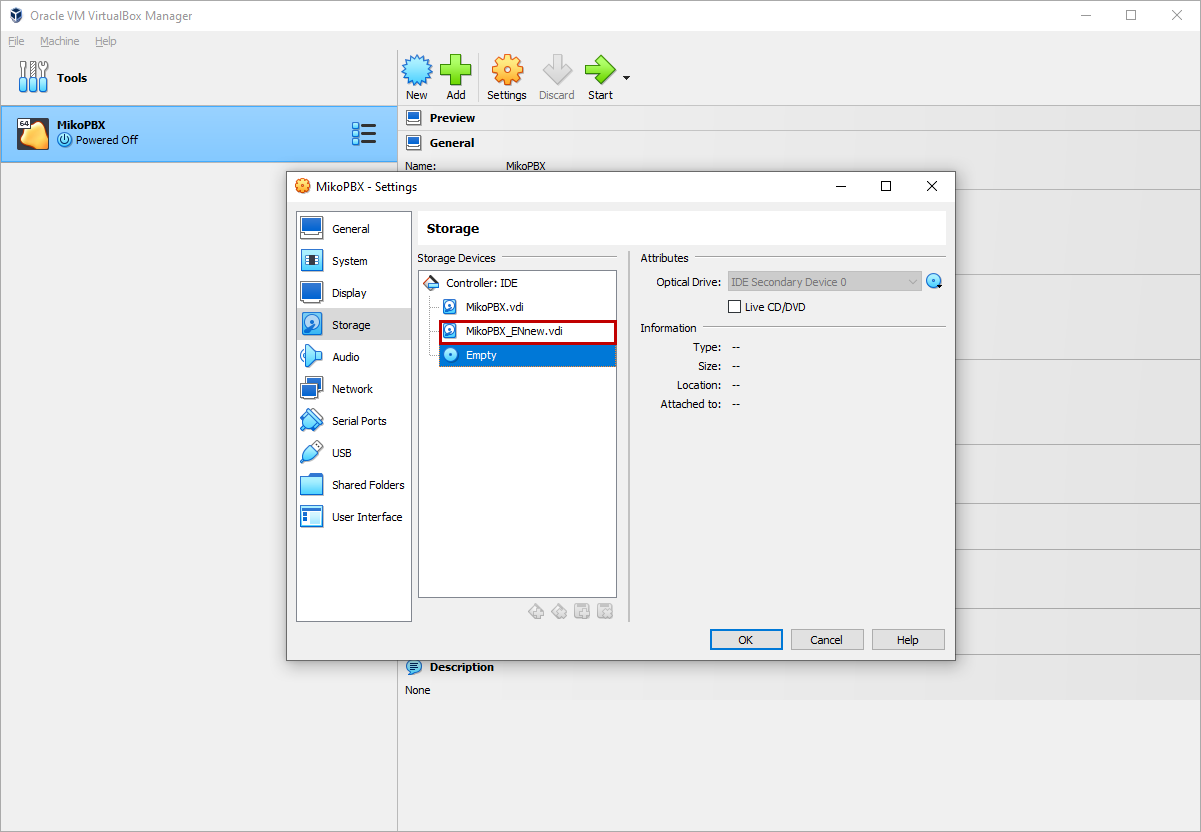 Oracle VM VirtualBox Manager
File Machine Help
Tools
New Add Settings Discard Start
64
MikoPBX
Powered Off
Preview
General
Name: MikoPBX
MikoPBX - Settings
General
System
Display
Storage
Audio
Network
Serial Ports
USB
Shared Folders
User Interface
Storage
Storage Devices
Controller: IDE
MikoPBX.vdi
MikoPBX_ENnew.vdi
Empty
Attributes
Optical Drive: IDE Secondary Device 0
Live CD/DVD
Information
Type: --
Size: --
Location: --
Attached to: --
OK Cancel Help
Description
None